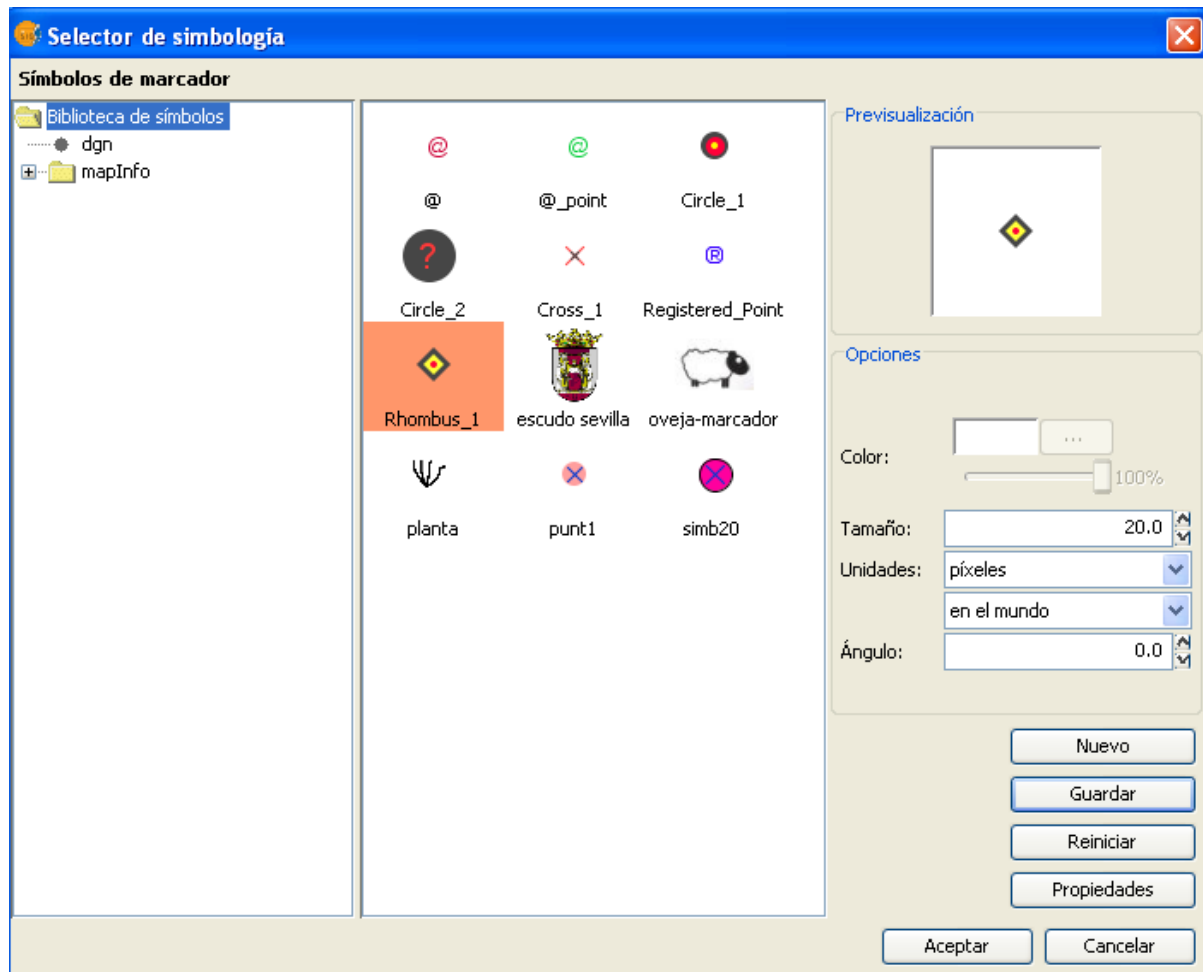 Selector de simbología
Símbolos de marcador
Biblioteca de símbolos
dgn
mapInfo
@ @
@ @_point Circle_1
? R
Circle_2 Cross_1 Registered_Point
Rhombus_1 escudo sevilla oveja-marcador
planta punt1 simb20
Previsualización
Opciones
Color: ...
100%
Tamaño: 20.0
Unidades: píxeles
en el mundo
Ángulo: 0.0
Nuevo
Guardar
Reiniciar
Propiedades
Aceptar Cancelar